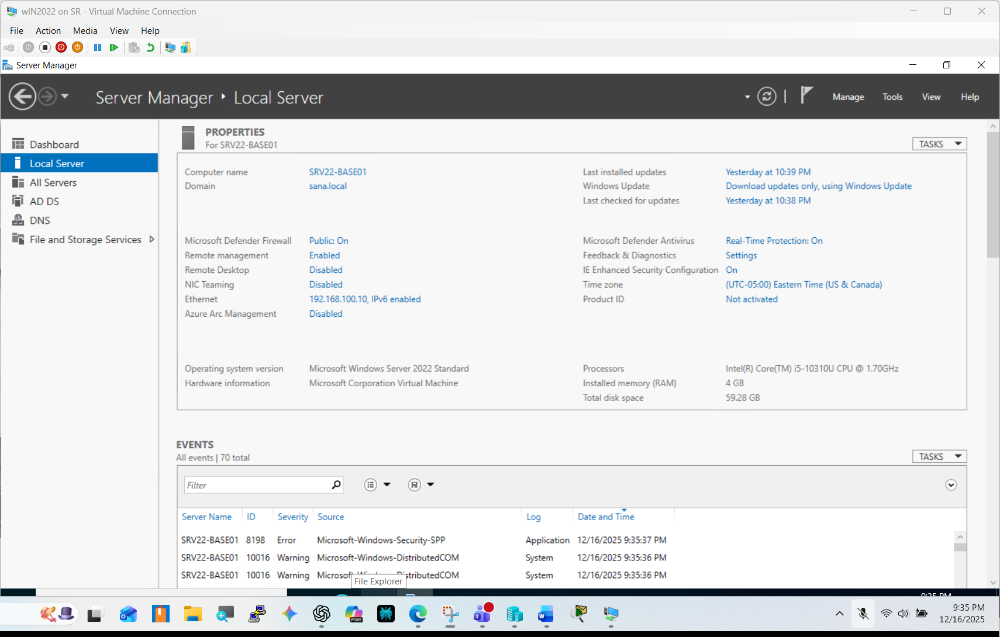 wIN2022 on SR - Virtual Machine Connection
File Action Media View Help
Server Manager
Server Manager ‣ Local Server
Manage Tools View Help
Dashboard
Local Server
All Servers
AD DS
DNS
File and Storage Services
PROPERTIES
For SRV22-BASE01
TASKS
Computer name SRV22-BASE01
Domain sana.local
Last installed updates Yesterday at 10:39 PM
Windows Update Download updates only, using Windows Update
Last checked for updates Yesterday at 10:38 PM
Microsoft Defender Firewall Public: On
Remote management Enabled
Remote Desktop Disabled
NIC Teaming Disabled
Ethernet 192.168.100.10, IPv6 enabled
Azure Arc Management Disabled
Microsoft Defender Antivirus Real-Time Protection: On
Feedback & Diagnostics Settings
IE Enhanced Security Configuration On
Time zone (UTC-05:00) Eastern Time (US & Canada)
Product ID Not activated
Operating system version Microsoft Windows Server 2022 Standard
Hardware information Microsoft Corporation Virtual Machine
Processors Intel(R) Core(TM) i5-10310U CPU @ 1.70GHz
Installed memory (RAM) 4 GB
Total disk space 59.28 GB
EVENTS
All events | 70 total
TASKS
Filter
Server Name ID Severity Source Log Date and Time
SRV22-BASE01 8198 Error Microsoft-Windows-Security-SPP Application 12/16/2025 9:35:37 PM
SRV22-BASE01 10016 Warning Microsoft-Windows-DistributedCOM System 12/16/2025 9:35:36 PM
SRV22-BASE01 10016 Warning Microsoft-Windows-DistributedCOM System 12/16/2025 9:35:36 PM
File Explorer
9:35 PM
M365
9:35 PM
12/16/2025